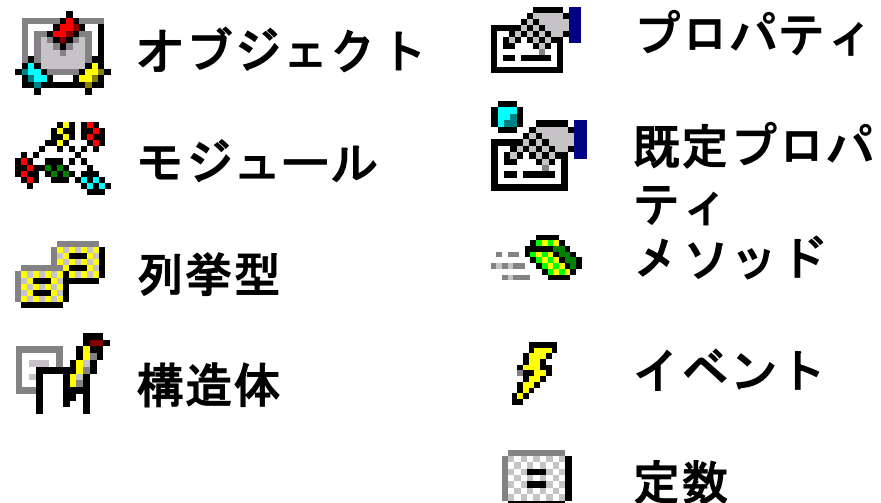 オブジェクト
モジュール
列挙型
構造体
プロパティ
既定プロパ
ティ
メソッド
イベント
定数